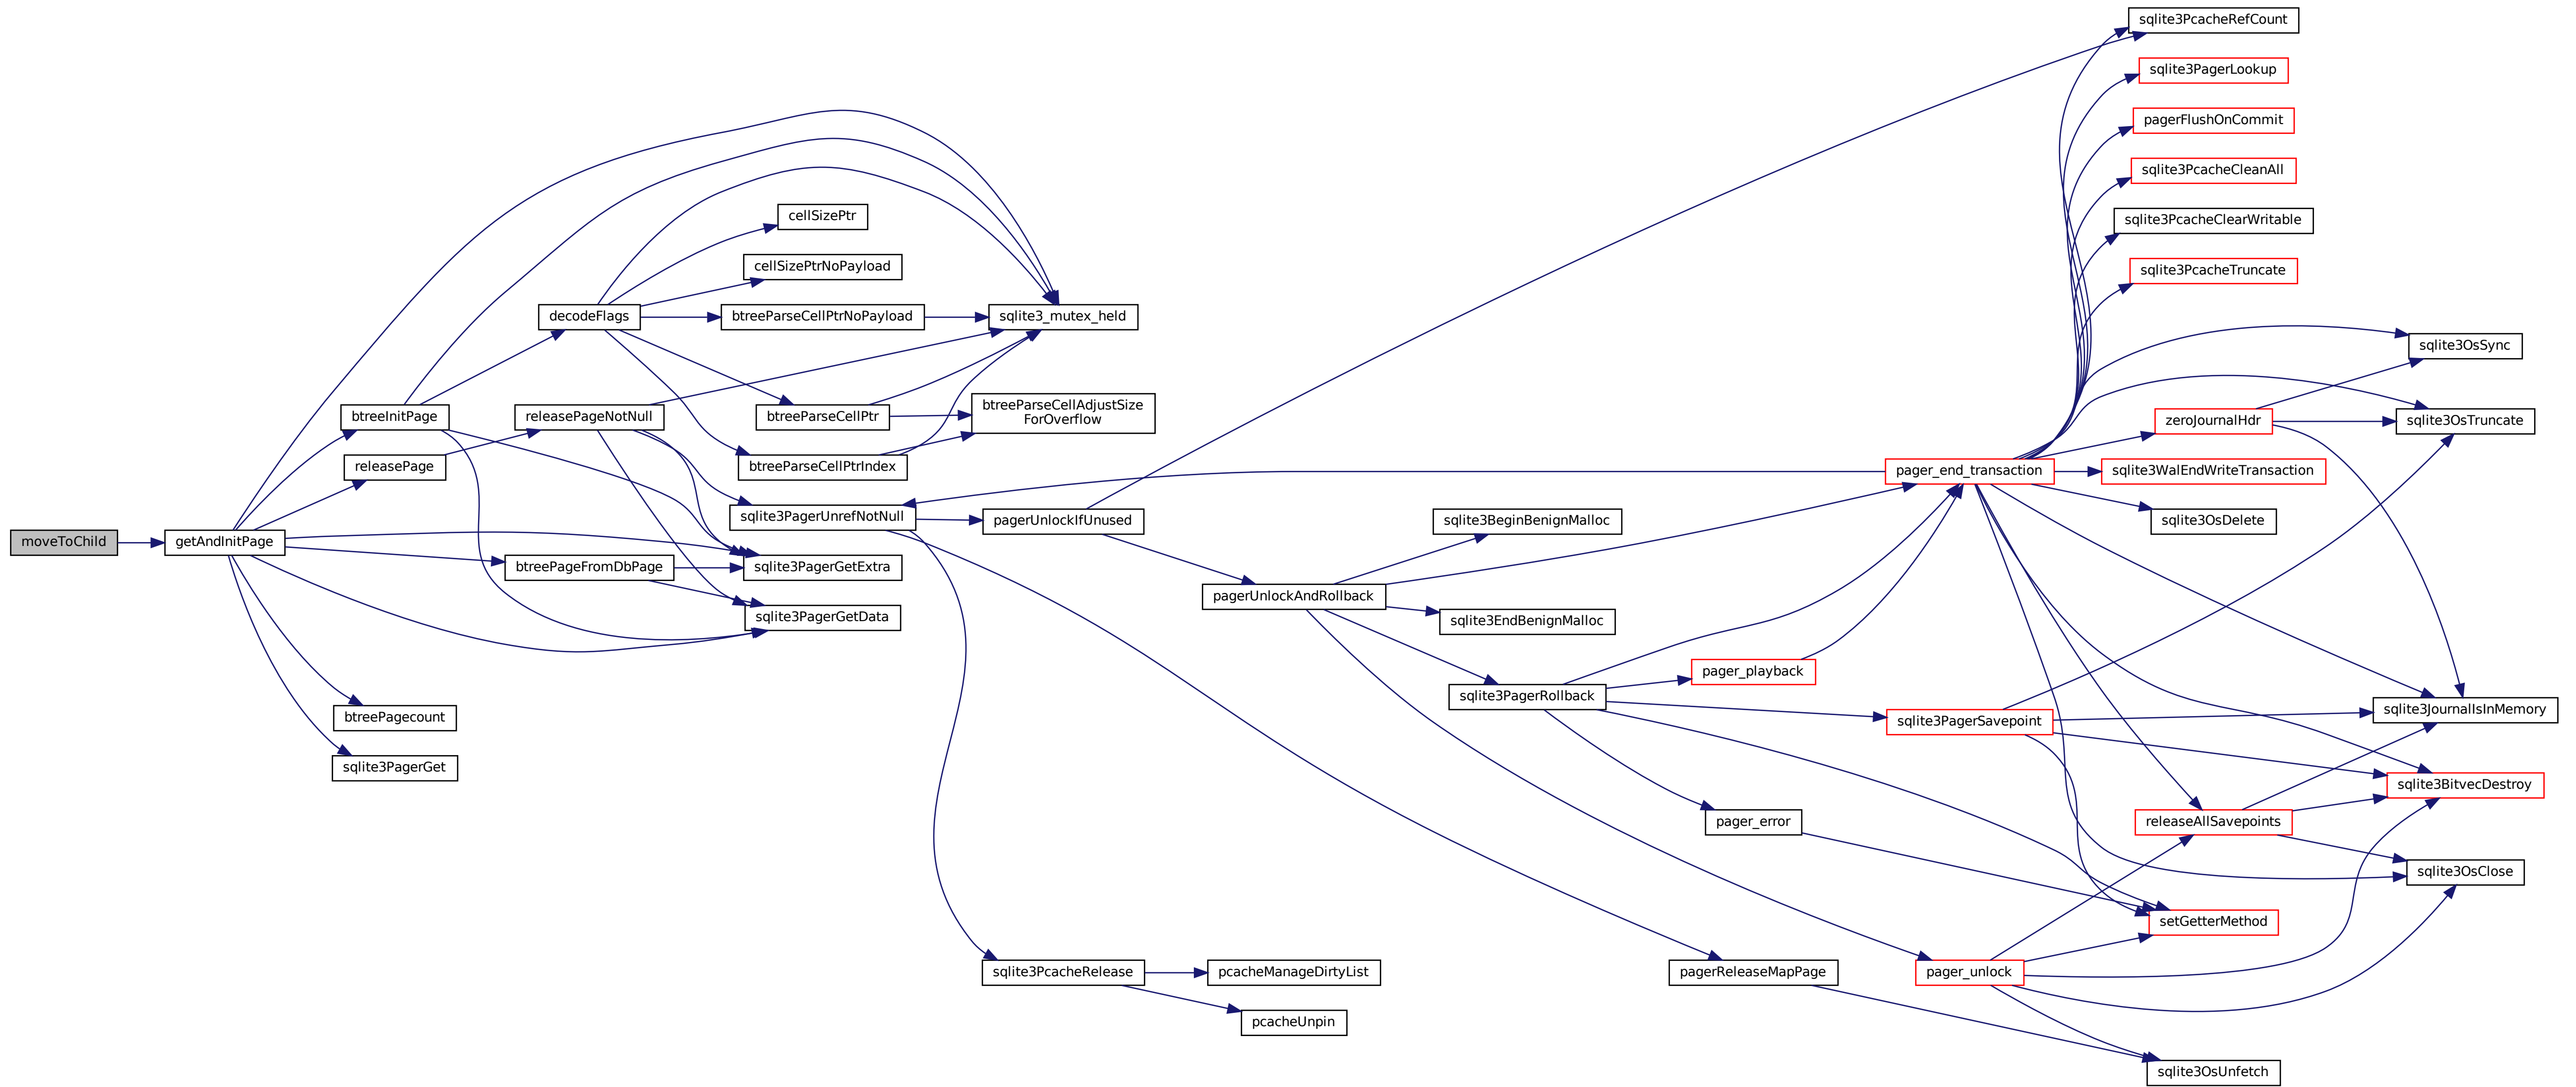 moveToChild
getAndInitPage
btreeInitPage
releasePage
btreePagecount
sqlite3PagerGet
decodeFlags
releasePageNotNull
btreePageFromDbPage
cellSizePtr
cellSizePtrNoPayload
btreeParseCellPtrNoPayload
btreeParseCellPtr
btreeParseCellPtrIndex
sqlite3PagerUnrefNotNull
sqlite3PagerGetExtra
sqlite3PagerGetData
sqlite3_mutex_held
btreeParseCellAdjustSize
ForOverflow
pagerUnlockIfUnused
sqlite3PcacheRelease
pagerUnlockAndRollback
pcacheManageDirtyList
pcacheUnpin
sqlite3BeginBenignMalloc
sqlite3EndBenignMalloc
sqlite3PagerRollback
pager_playback
pager_error
pagerReleaseMapPage
pager_end_transaction
sqlite3PagerSavepoint
pager_unlock
sqlite3PcacheRefCount
sqlite3PagerLookup
pagerFlushOnCommit
sqlite3PcacheCleanAll
sqlite3PcacheClearWritable
sqlite3PcacheTruncate
zeroJournalHdr
sqlite3WalEndWriteTransaction
sqlite3OsDelete
releaseAllSavepoints
setGetterMethod
sqlite3OsUnfetch
sqlite3OsSync
sqlite3OsTruncate
sqlite3JournalIsInMemory
sqlite3BitvecDestroy
sqlite3OsClose